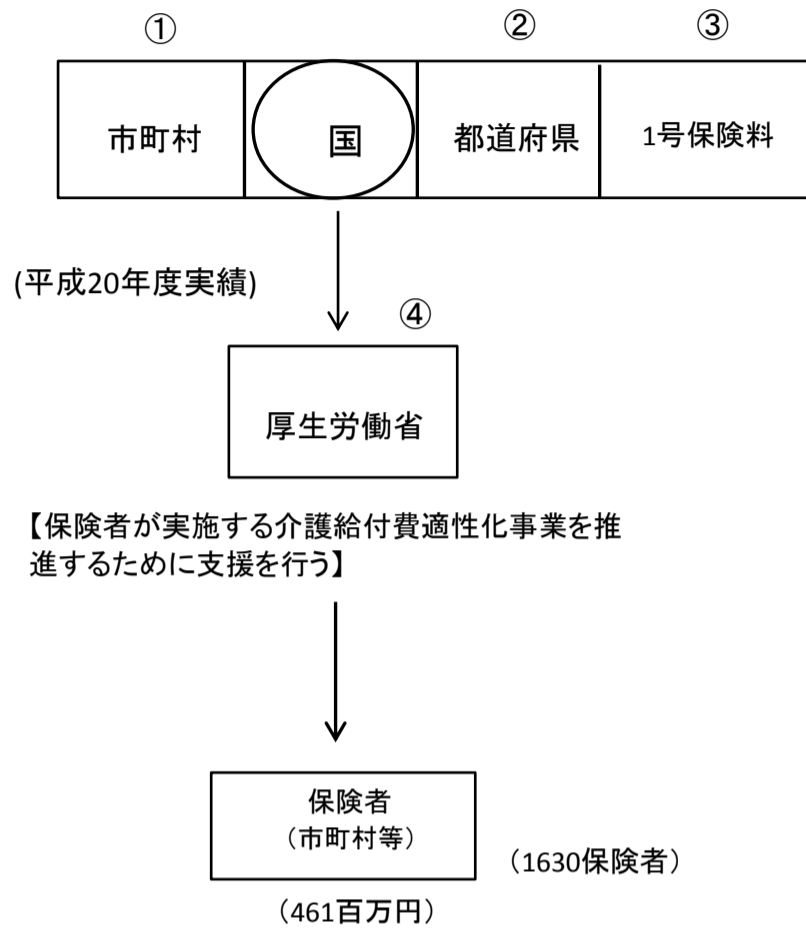 ① ② ③
市町村 国 都道府県 1号保険料
(平成20年度実績)
④
厚生労働省
【保険者が実施する介護給付費適性化事業を推
進するために支援を行う】
保険者
（市町村等）
（1630保険者）
（461百万円）